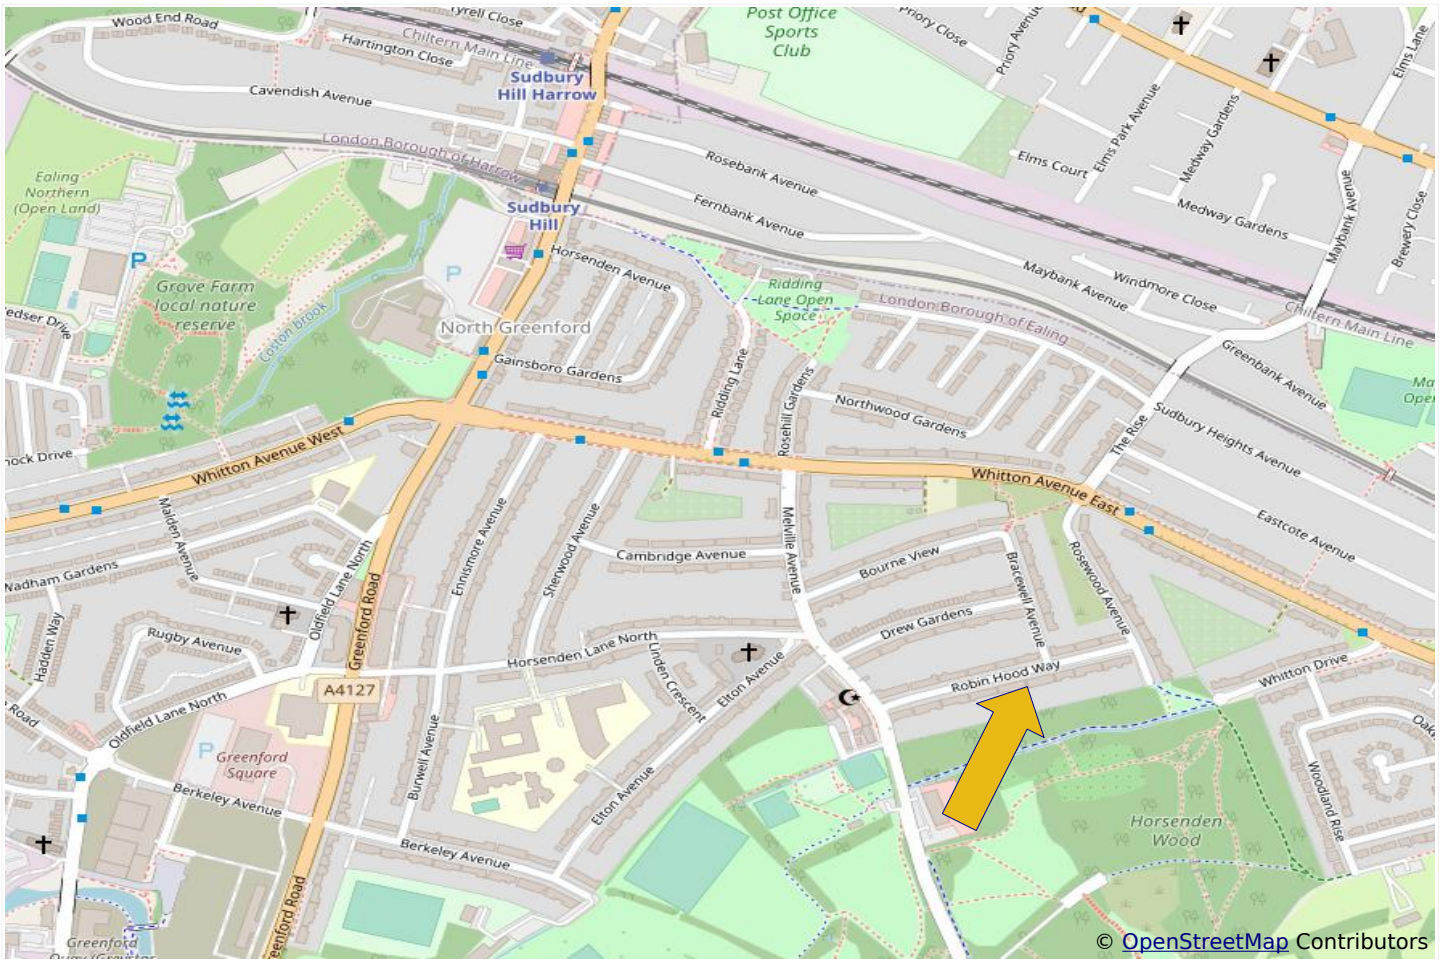 Wood End Road
Tyrell Close
Hartington Close
Chiltern Main Line
Cavendish Avenue
Sudbury
Hill Harrow
Post Office
Sports
Club
Priory Close
Priory Avenue
Elms Lane
Elms Park Avenue
Medway Gardens
Elms Court
Medway Gardens
Maybank Avenue
Brewery Close
London Borough of Harrow
Rosebank Avenue
Fernbank Avenue
Ealing
Northern
(Open Land)
P
Sudbury
Hill
P
Horsenden Avenue
Maybank Avenue
Windmore Close
Chiltern Main Line
Grove Farm
local nature
reserve
Coston brook
Ridding
Lane Open
Space
London Borough of Ealing
North Greenford
Greenbank Avenue
Gainsboro Gardens
Ridding Lane
Rosehill Gardens
Northwood Gardens
The Rise
Sudbury Heights Avenue
Whitton Avenue West
Whitton Avenue East
Eastcote Avenue
Malden Avenue
Ennismore Avenue
Sherwood Avenue
Cambridge Avenue
Melville Avenue
Bourne View
Bracewell Avenue
Rosewood Avenue
Wadham Gardens
Oldfield Lane North
Greenford Road
Hadden Way
Rugby Avenue
Drew Gardens
Horsenden Lane North
Linden Crescent
Elton Avenue
Robin Hood Way
Whitton Drive
A4127
Oldfield Lane North
Road
P
Greenford
Square
Burwell Avenue
Elton Avenue
Woodland Rise
Berkeley Avenue
Berkeley Avenue
Horsenden
Wood
Greenford
© OpenStreetMap Contributors